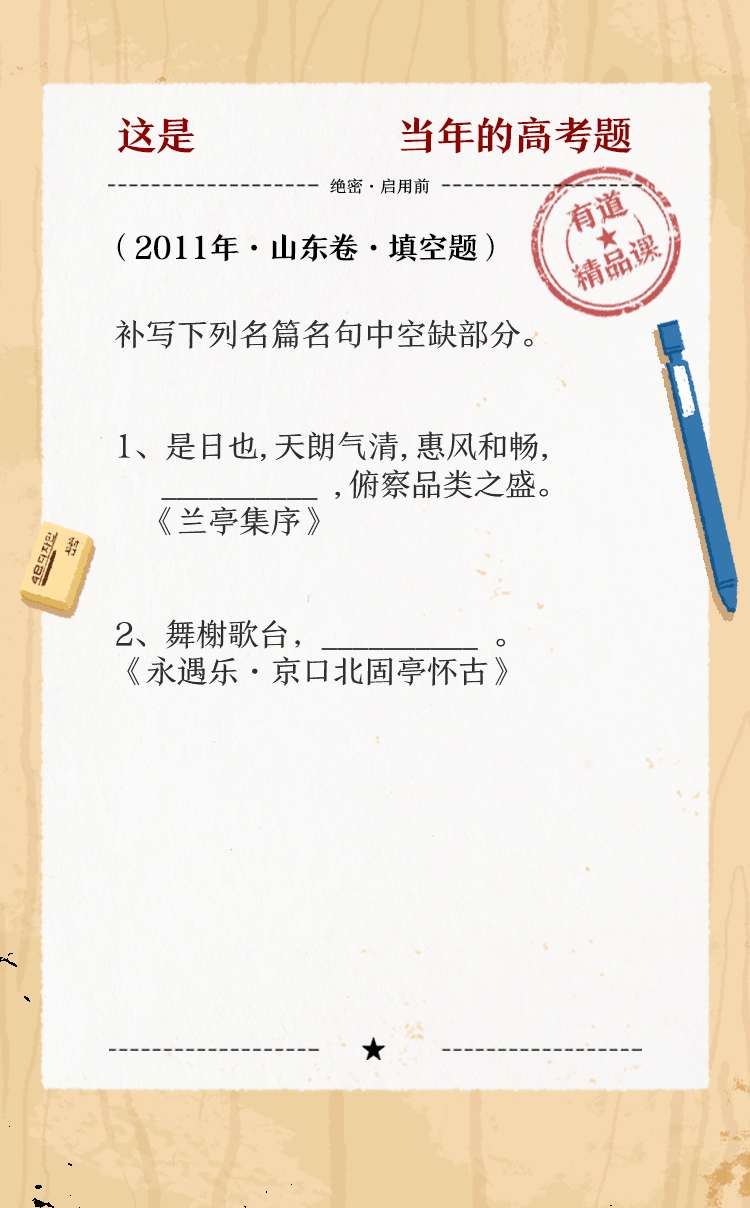 这是 当年的高考题
绝密·启用前
有道
精品课
（2011年·山东卷·填空题）
补写下列名篇名句中空缺部分。
1、是日也,天朗气清,惠风和畅,
__________ ,俯察品类之盛。
《兰亭集序》
2、舞榭歌台，__________ 。
《永遇乐·京口北固亭怀古》